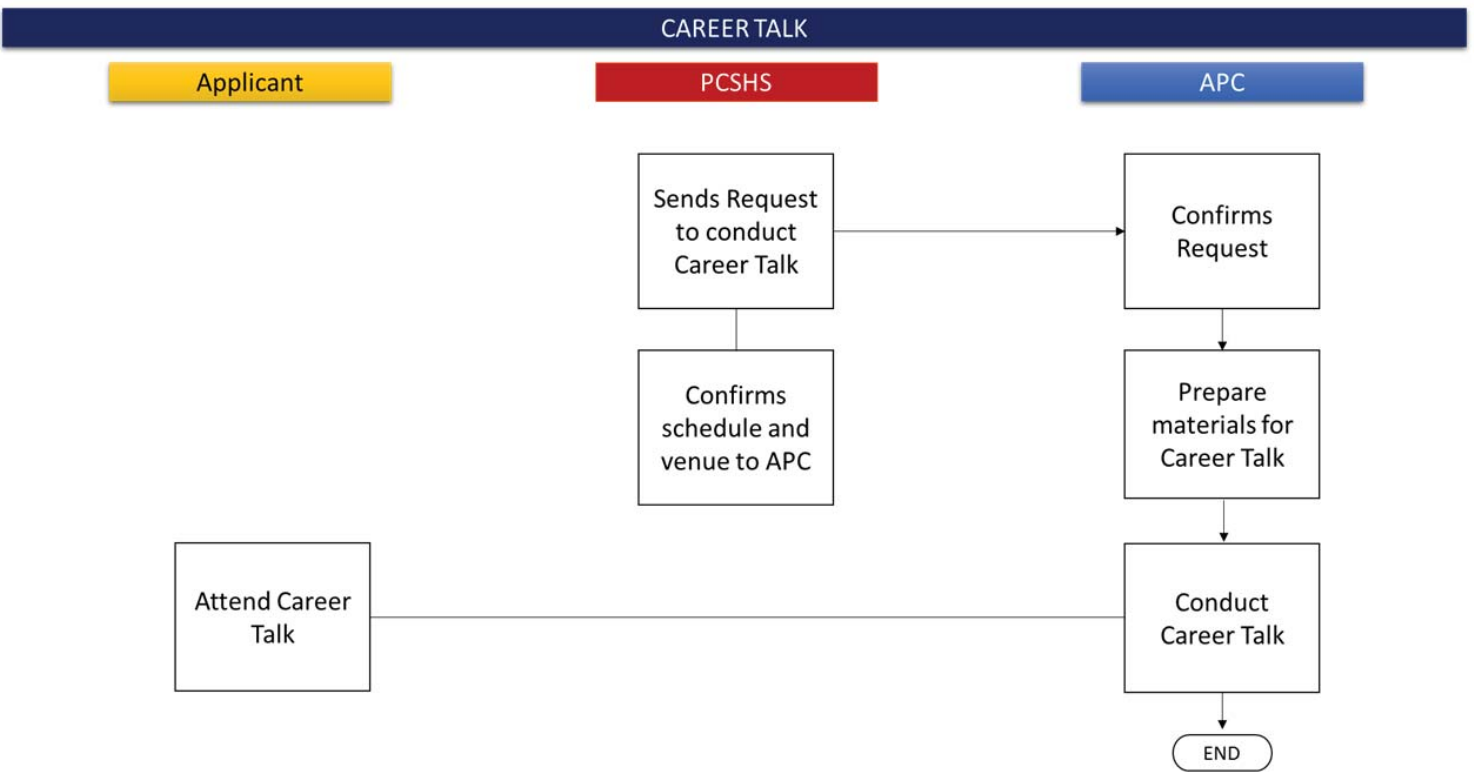 CAREER TALK
Applicant
PCSHS
APC
Sends Request
to conduct
Career Talk
Confirms
Request
Confirms
schedule and
venue to APC
Prepare
materials for
Career Talk
Attend Career
Talk
Conduct
Career Talk
END